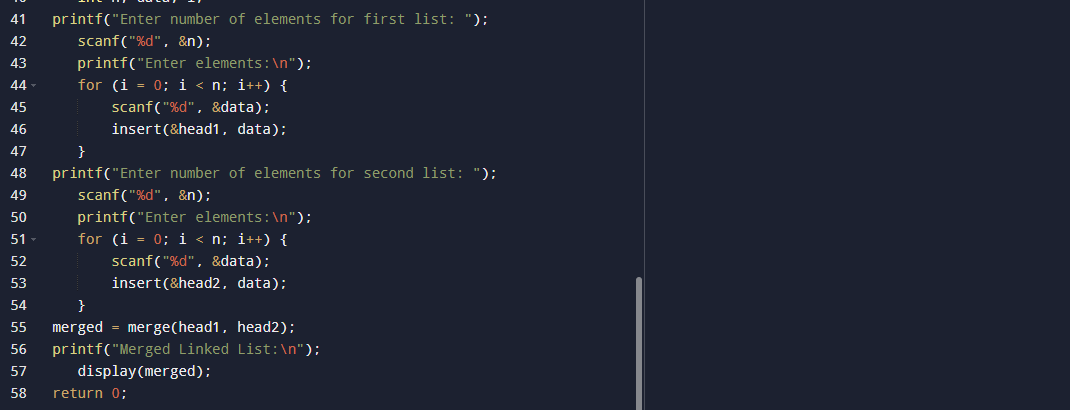 40 int n, data, i;
41 printf("Enter number of elements for first list: ");
42 scanf("%d", &n);
43 printf("Enter elements:\n");
44 for (i = 0; i < n; i++) {
45 scanf("%d", &data);
46 insert(&head1, data);
47 }
48 printf("Enter number of elements for second list: ");
49 scanf("%d", &n);
50 printf("Enter elements:\n");
51 for (i = 0; i < n; i++) {
52 scanf("%d", &data);
53 insert(&head2, data);
54 }
55 merged = merge(head1, head2);
56 printf("Merged Linked List:\n");
57 display(merged);
58 return 0;